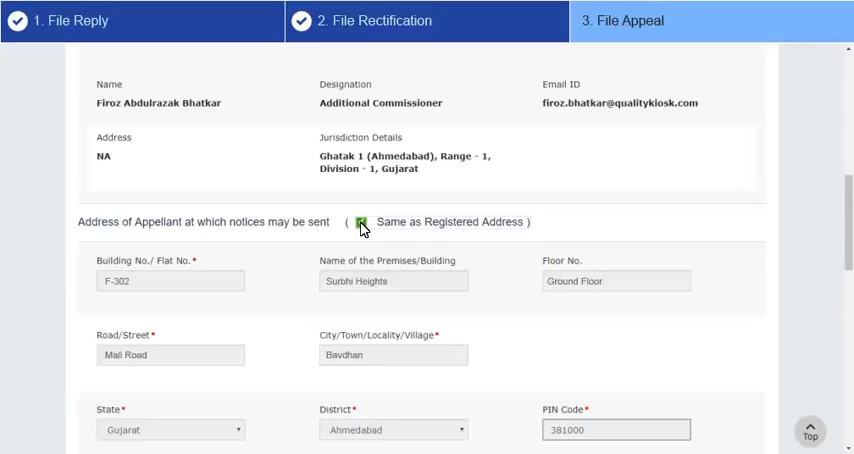 1. File Reply
2. File Rectification
3. File Appeal
Name
Designation
Email ID
Firoz Abdulrazak Bhatkar
Additional Commissioner
firoz.bhatkar@qualitykiosk.com
Address
Jurisdiction Details
NA
Ghatak 1 (Ahmedabad), Range - 1,
Division - 1, Gujarat
Address of Appellant at which notices may be sent ( Same as Registered Address )
Building No./ Flat No.*
Name of the Premises/Building
Floor No.
F-302
Surbhi Heights
Ground Floor
Road/Street*
City/Town/Locality/Village*
Mall Road
Bavdhan
State*
District*
PIN Code*
Gujarat
Ahmedabad
381000
Top